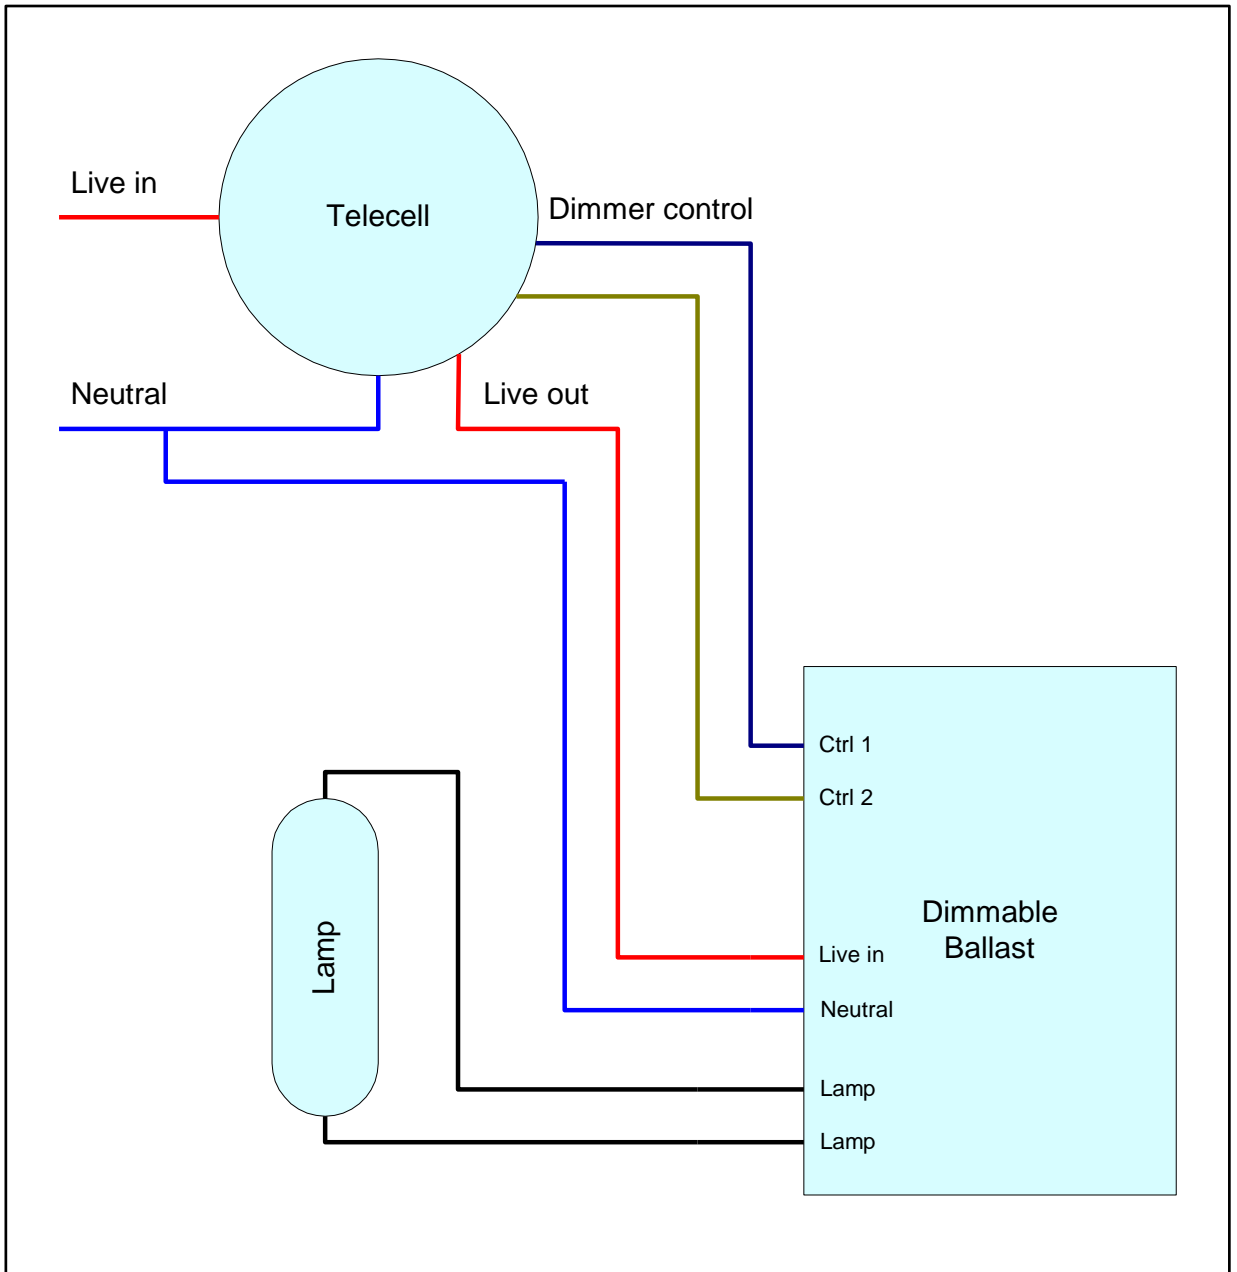 Live in
Telecell
Dimmer control
Neutral
Live out
Ctrl 1
Ctrl 2
Dimmable
Ballast
Lamp
Live in
Neutral
Lamp
Lamp